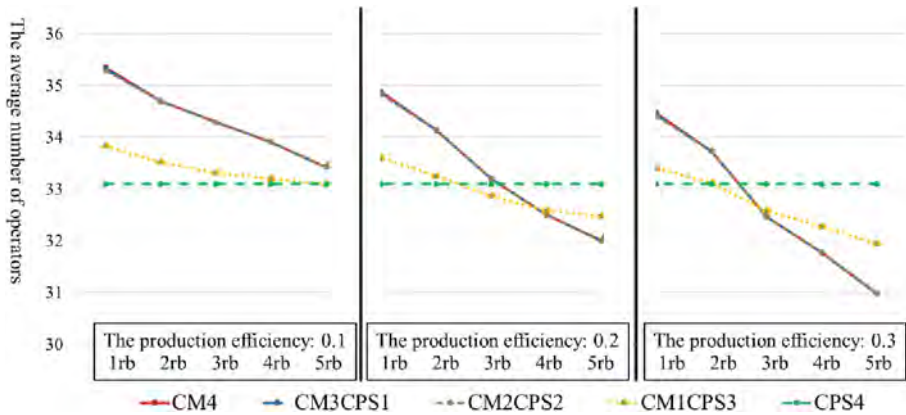 The average number of operators
36
35
34
33
32
31
30
The production efficiency: 0.1
1rb 2rb 3rb 4rb 5rb
The production efficiency: 0.2
1rb 2rb 3rb 4rb 5rb
The production efficiency: 0.3
1rb 2rb 3rb 4rb 5rb
CM4 CM3CPS1 CM2CPS2 CM1CPS3 CPS4